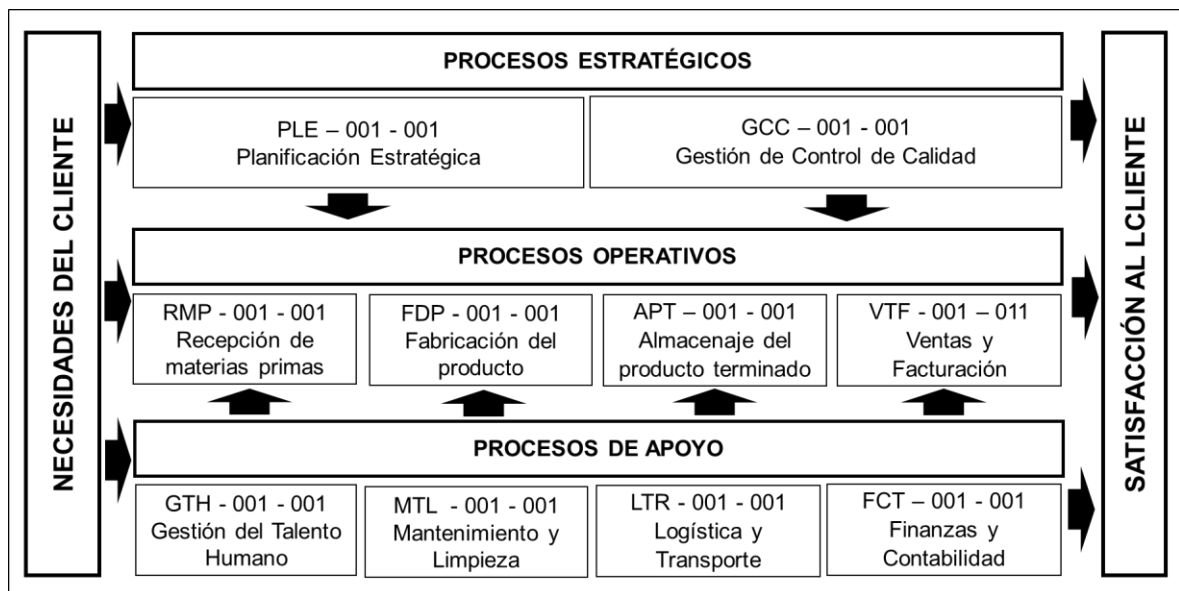 NECESIDADES DEL CLIENTE
PROCESOS ESTRATÉGICOS
PLE – 001 - 001
Planificación Estratégica
GCC – 001 - 001
Gestión de Control de Calidad
PROCESOS OPERATIVOS
RMP - 001 - 001
Recepción de
materias primas
FDP - 001 - 001
Fabricación del
producto
APT – 001 - 001
Almacenaje del
producto terminado
VTF - 001 – 011
Ventas y
Facturación
PROCESOS DE APOYO
GTH - 001 - 001
Gestión del Talento
Humano
MTL - 001 - 001
Mantenimiento y
Limpieza
LTR - 001 - 001
Logística y
Transporte
FCT – 001 - 001
Finanzas y
Contabilidad
SATISFACCIÓN AL LCLIENTE